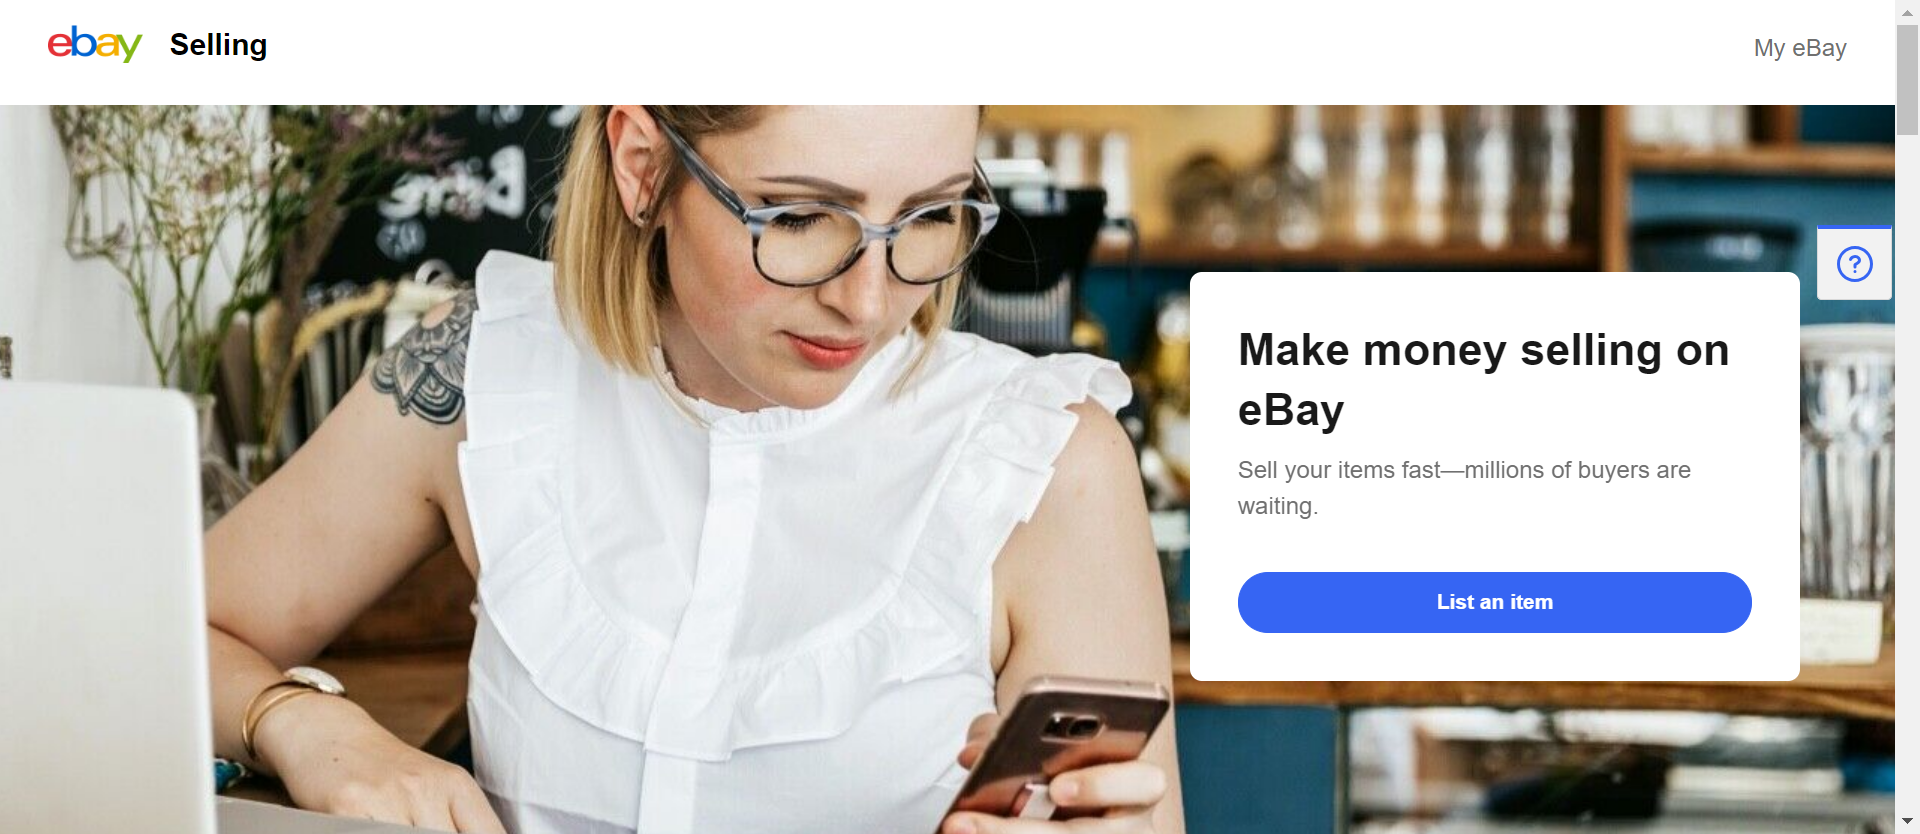 ebay Selling
My eBay
Make money selling on
eBay
Sell your items fast—millions of buyers are
waiting.
List an item
?